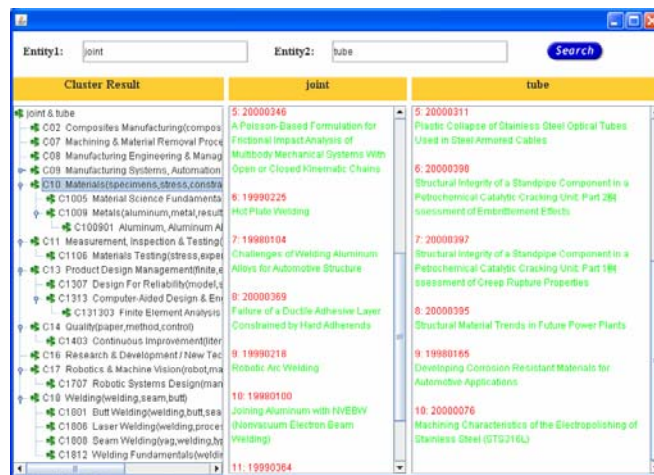 Entity1: joint Entity2: tube Search
Cluster Result joint tube
joint & tube
C02 Composites Manufacturing(compos
C07 Machining & Material Removal Proce
C08 Manufacturing Engineering & Manag
C09 Manufacturing Systems, Automation
C10 Materials(specimens,stress,constra
C1005 Material Science Fundamenta
C1009 Metals(aluminum,metal,result
C100901 Aluminum, Aluminum Al
C11 Measurement, Inspection & Testing(
C1106 Materials Testing(stress,exper
C13 Product Design Management(finite,e
C1307 Design For Reliability(model,s
C1313 Computer-Aided Design & En
C131303 Finite Element Analysis
C14 Quality(paper,method,control)
C1403 Continuous Improvement(liter
C16 Research & Development / New Tec
C17 Robotics & Machine Vision(robot,ma
C1707 Robotic Systems Design(man
C18 Welding(welding,seam,butt)
C1801 Butt Welding(welding,butt,sea
C1806 Laser Welding(welding,proces
C1808 Seam Welding(yag,welding,hy
C1812 Welding Fundamentals(weldin
5: 20000346
A Poisson-Based Formulation for
Frictional Impact Analysis of
Multibody Mechanical Systems With
Open or Closed Kinematic Chains
6: 19990225
Hot Plate Welding
7: 19980104
Challenges of Welding Aluminum
Alloys for Automotive Structure
8: 20000369
Failure of a Ductile Adhesive Layer
Constrained by Hard Adherends
9: 19990218
Robotic Arc Welding
10: 19980100
Joining Aluminum with NVEBW
(Nonvacuum Electron Beam
Welding)
11: 19990364
5: 20000311
Plastic Collapse of Stainless Steel Optical Tubes
Used in Steel Armored Cables
6: 20000398
Structural Integrity of a Standpipe Component in a
Petrochemical Catalytic Cracking Unit: Part 2
ssessment of Embrittlement Effects
7: 20000397
Structural Integrity of a Standpipe Component in a
Petrochemical Catalytic Cracking Unit: Part 1
ssessment of Creep Rupture Properties
8: 20000395
Structural Material Trends in Future Power Plants
9: 19980165
Developing Corrosion Resistant Materials for
Automotive Applications
10: 20000076
Machining Characteristics of the Electropolishing of
Stainless Steel (STS316L)